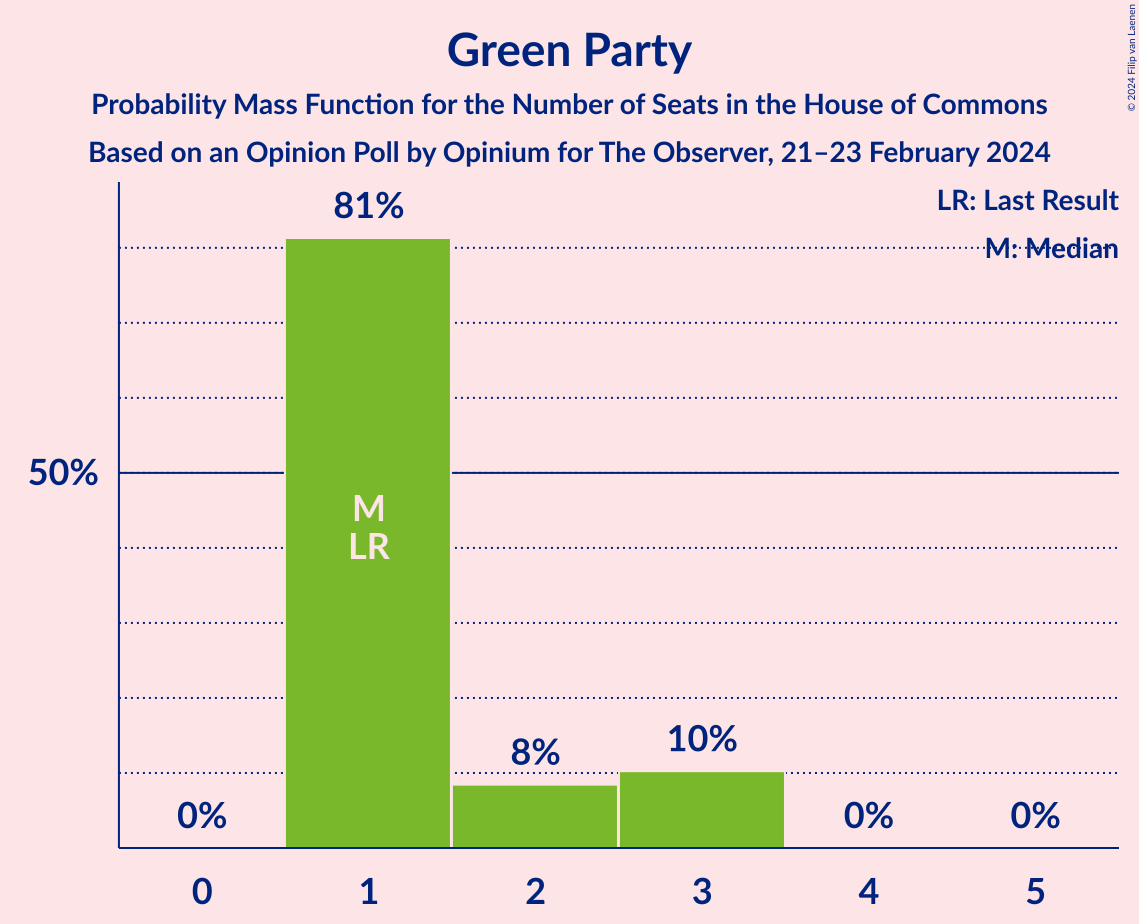 Green Party
Probability Mass Function for the Number of Seats in the House of Commons
Based on an Opinion Poll by Opinium for The Observer, 21–23 February 2024
© 2024 Filip van Laenen
LR: Last Result
M: Median
81%
50%
M
LR
8%
10%
0%
0%
0%
0
1
2
3
4
5